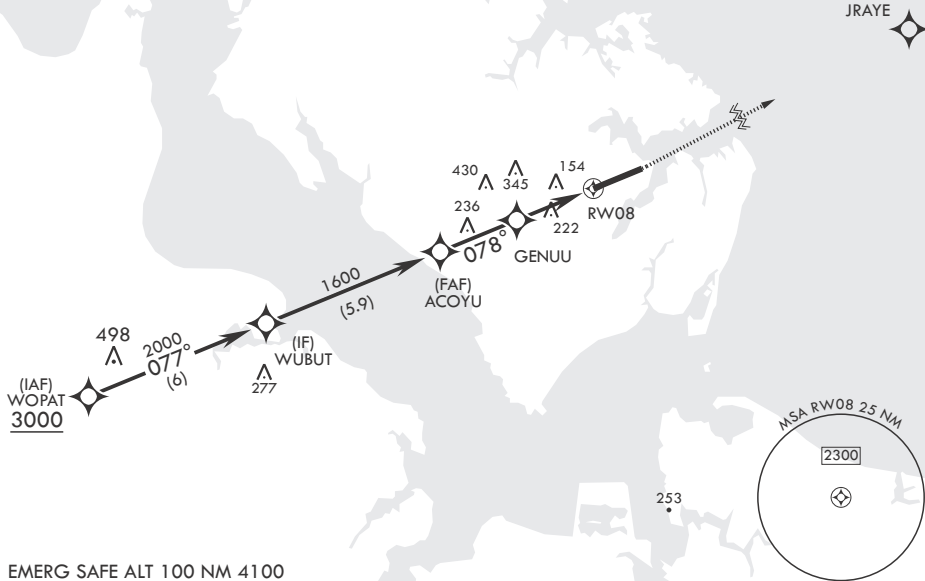 JRAYE
430
345
154
236
222
RW08
078°
GENUU
(FAF)
ACOYU
1600
(5.9)
498
2000
077°
(6)
(IF)
WUBUT
277
(IAF)
WOPAT
3000
MSA RW08 25 NM
2300
253
EMERG SAFE ALT 100 NM 4100